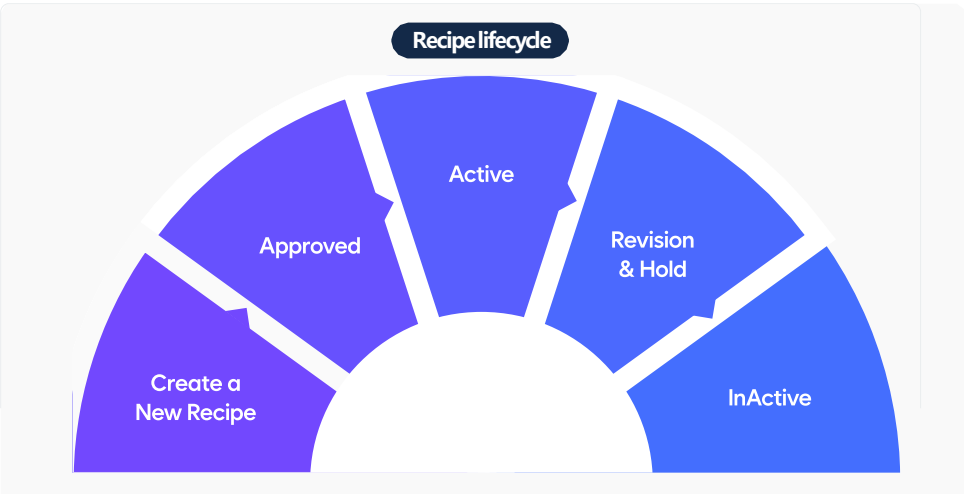 Recipe lifecycle
Create a
New Recipe
Approved
Active
Revision
& Hold
InActive